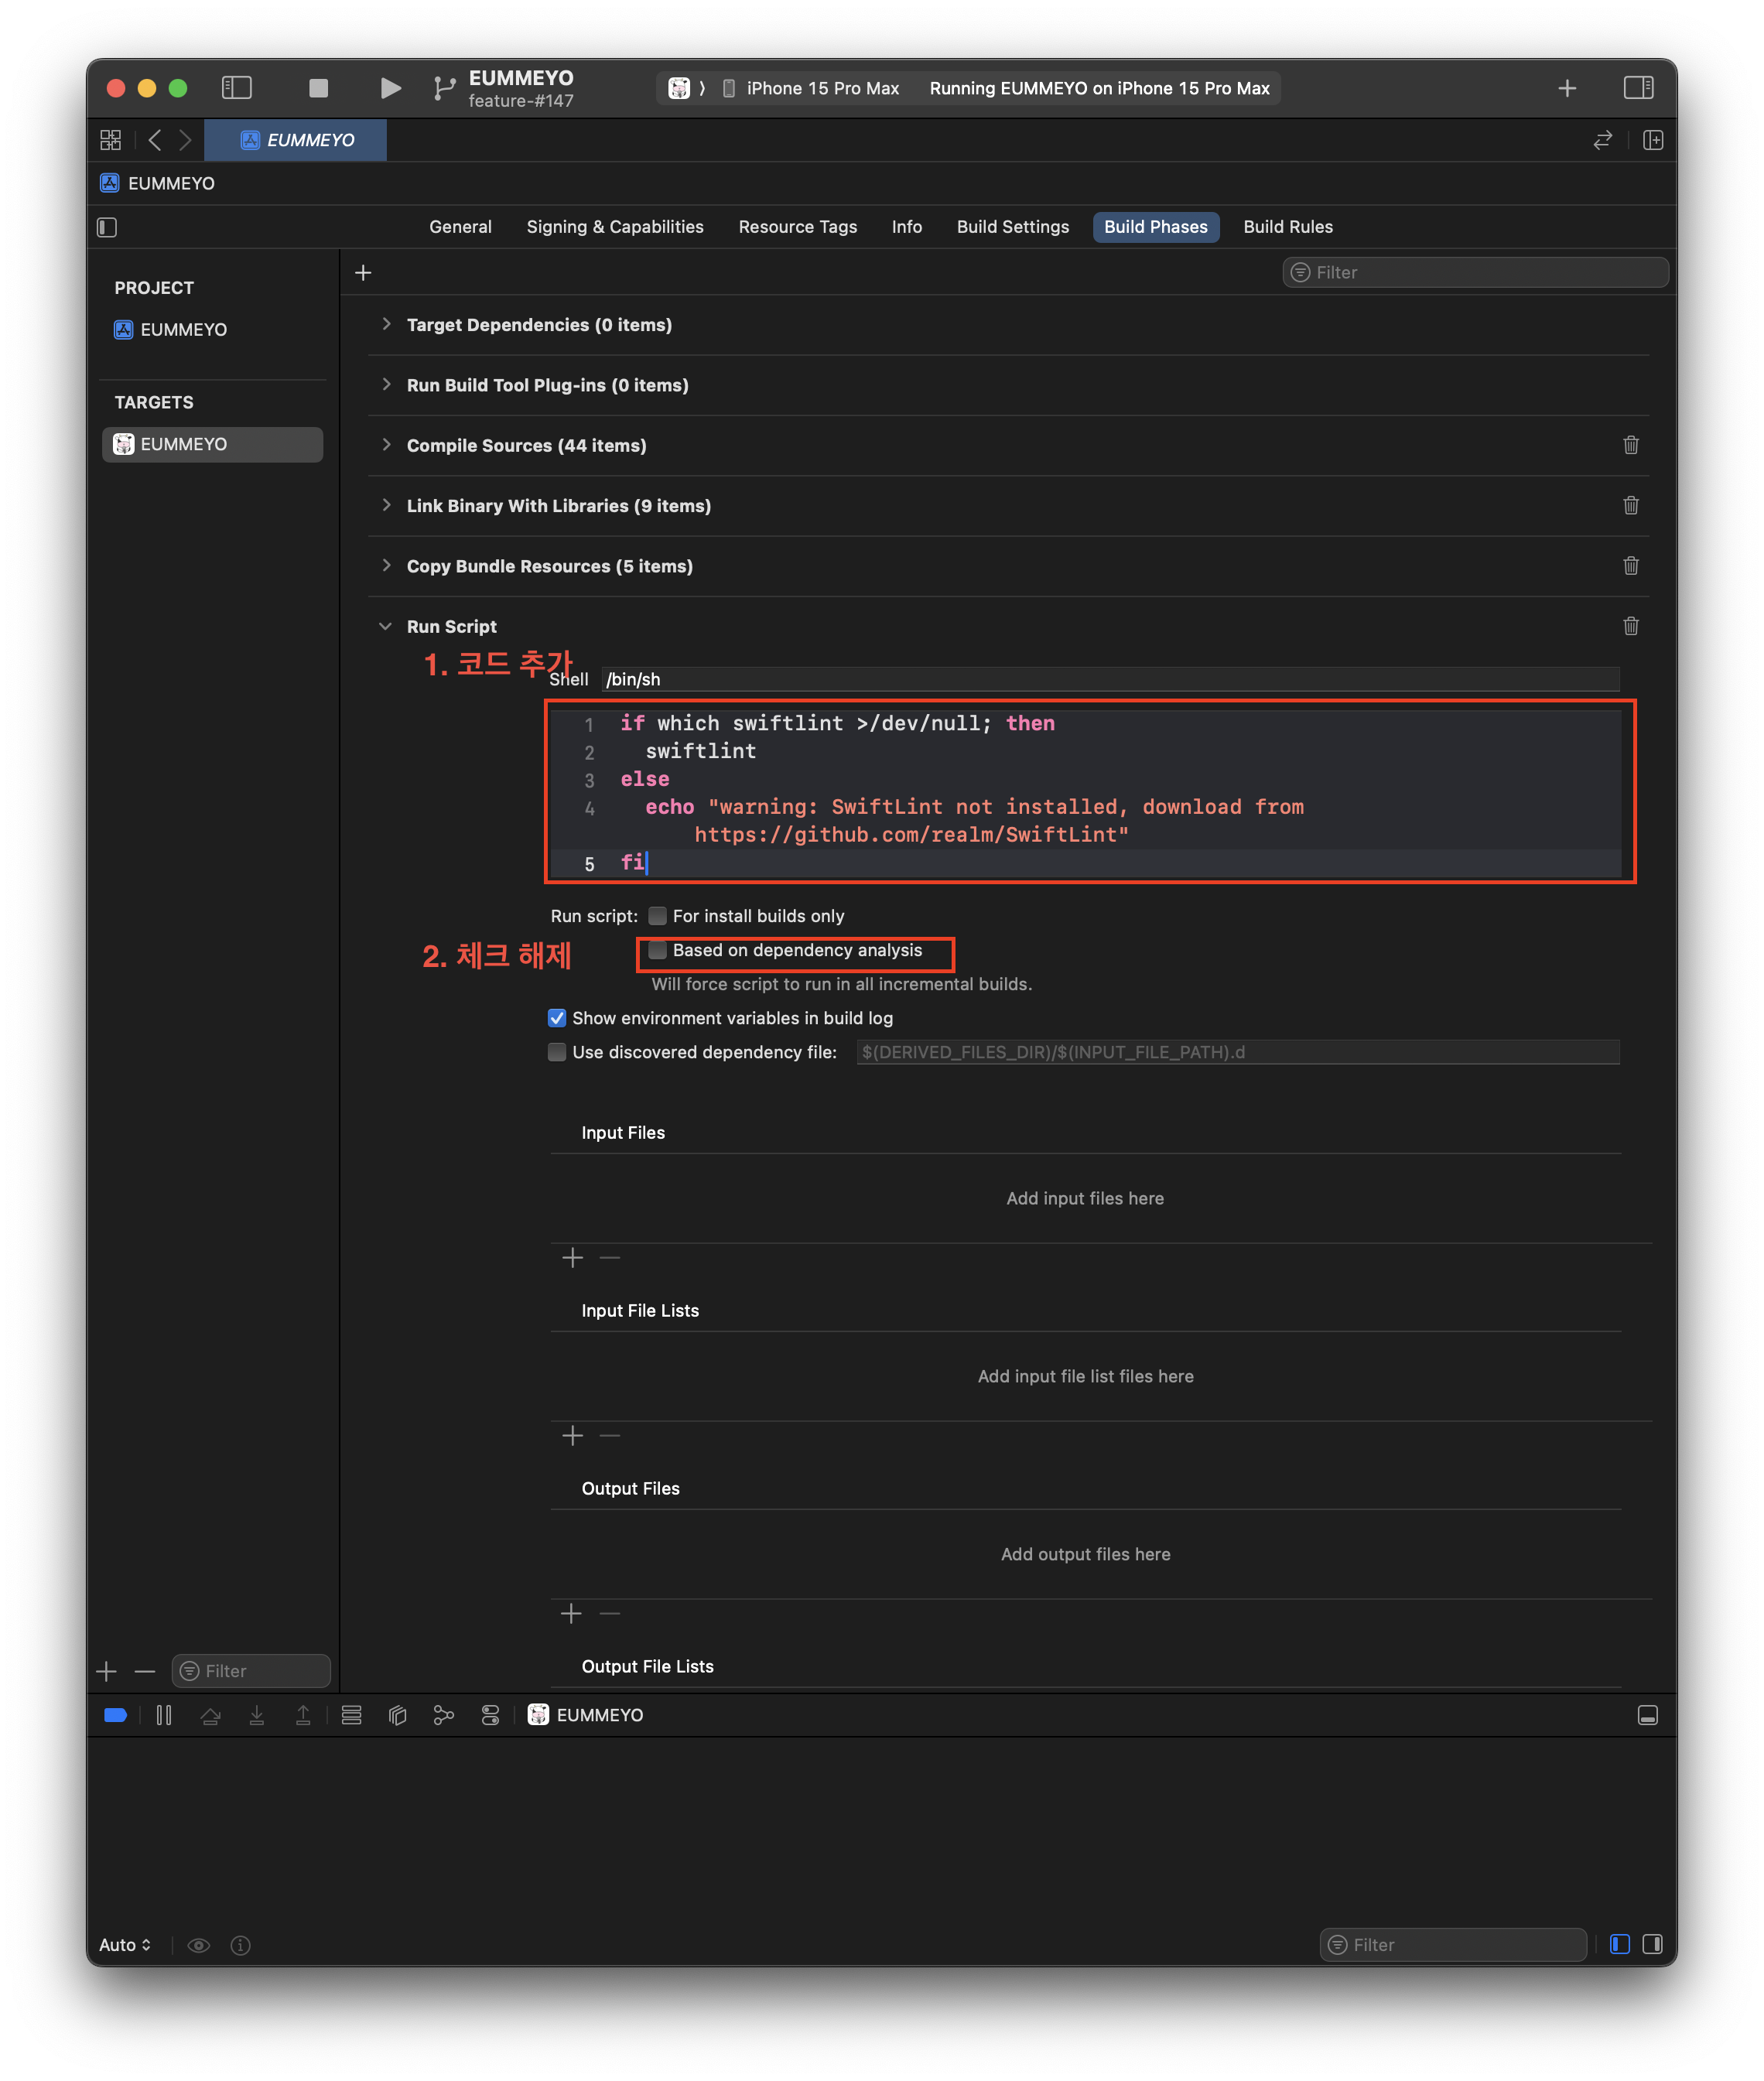 EUMMEYO
feature-#147
iPhone 15 Pro Max
Running EUMMEYO on iPhone 15 Pro Max
EUMMEYO
EUMMEYO
General
Signing & Capabilities
Resource Tags
Info
Build Settings
Build Phases
Build Rules
Filter
PROJECT
EUMMEYO
TARGETS
EUMMEYO
Target Dependencies (0 items)
Run Build Tool Plug-ins (0 items)
Compile Sources (44 items)
Link Binary With Libraries (9 items)
Copy Bundle Resources (5 items)
Run Script
1. 코드 추가
Shell /bin/sh
1 if which swiftlint >/dev/null; then
2 swiftlint
3 else
4 echo "warning: SwiftLint not installed, download from
https://github.com/realm/SwiftLint"
5 fi
Run script: For install builds only
2. 체크 해제
Based on dependency analysis
Will force script to run in all incremental builds.
Show environment variables in build log
Use discovered dependency file: $(DERIVED_FILES_DIR)/$(INPUT_FILE_PATH).d
Input Files
Add input files here
Input File Lists
Add input file list files here
Output Files
Add output files here
Output File Lists
Filter
EUMMEYO
Auto
Filter